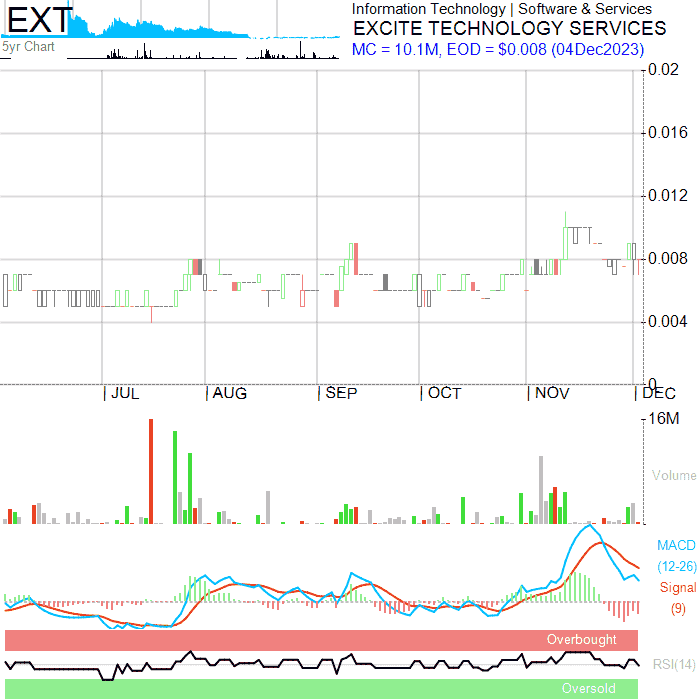 EXT
Information Technology | Software & Services
EXCITE TECHNOLOGY SERVICES
5yr Chart
MC = 10.1M, EOD = $0.008 (04Dec2023)
0.02
0.016
0.012
0.008
0.004
0
JUL AUG SEP OCT NOV DEC
16M
Volume
MACD
(12-26)
Signal
(9)
Overbought
RSI(14)
Oversold